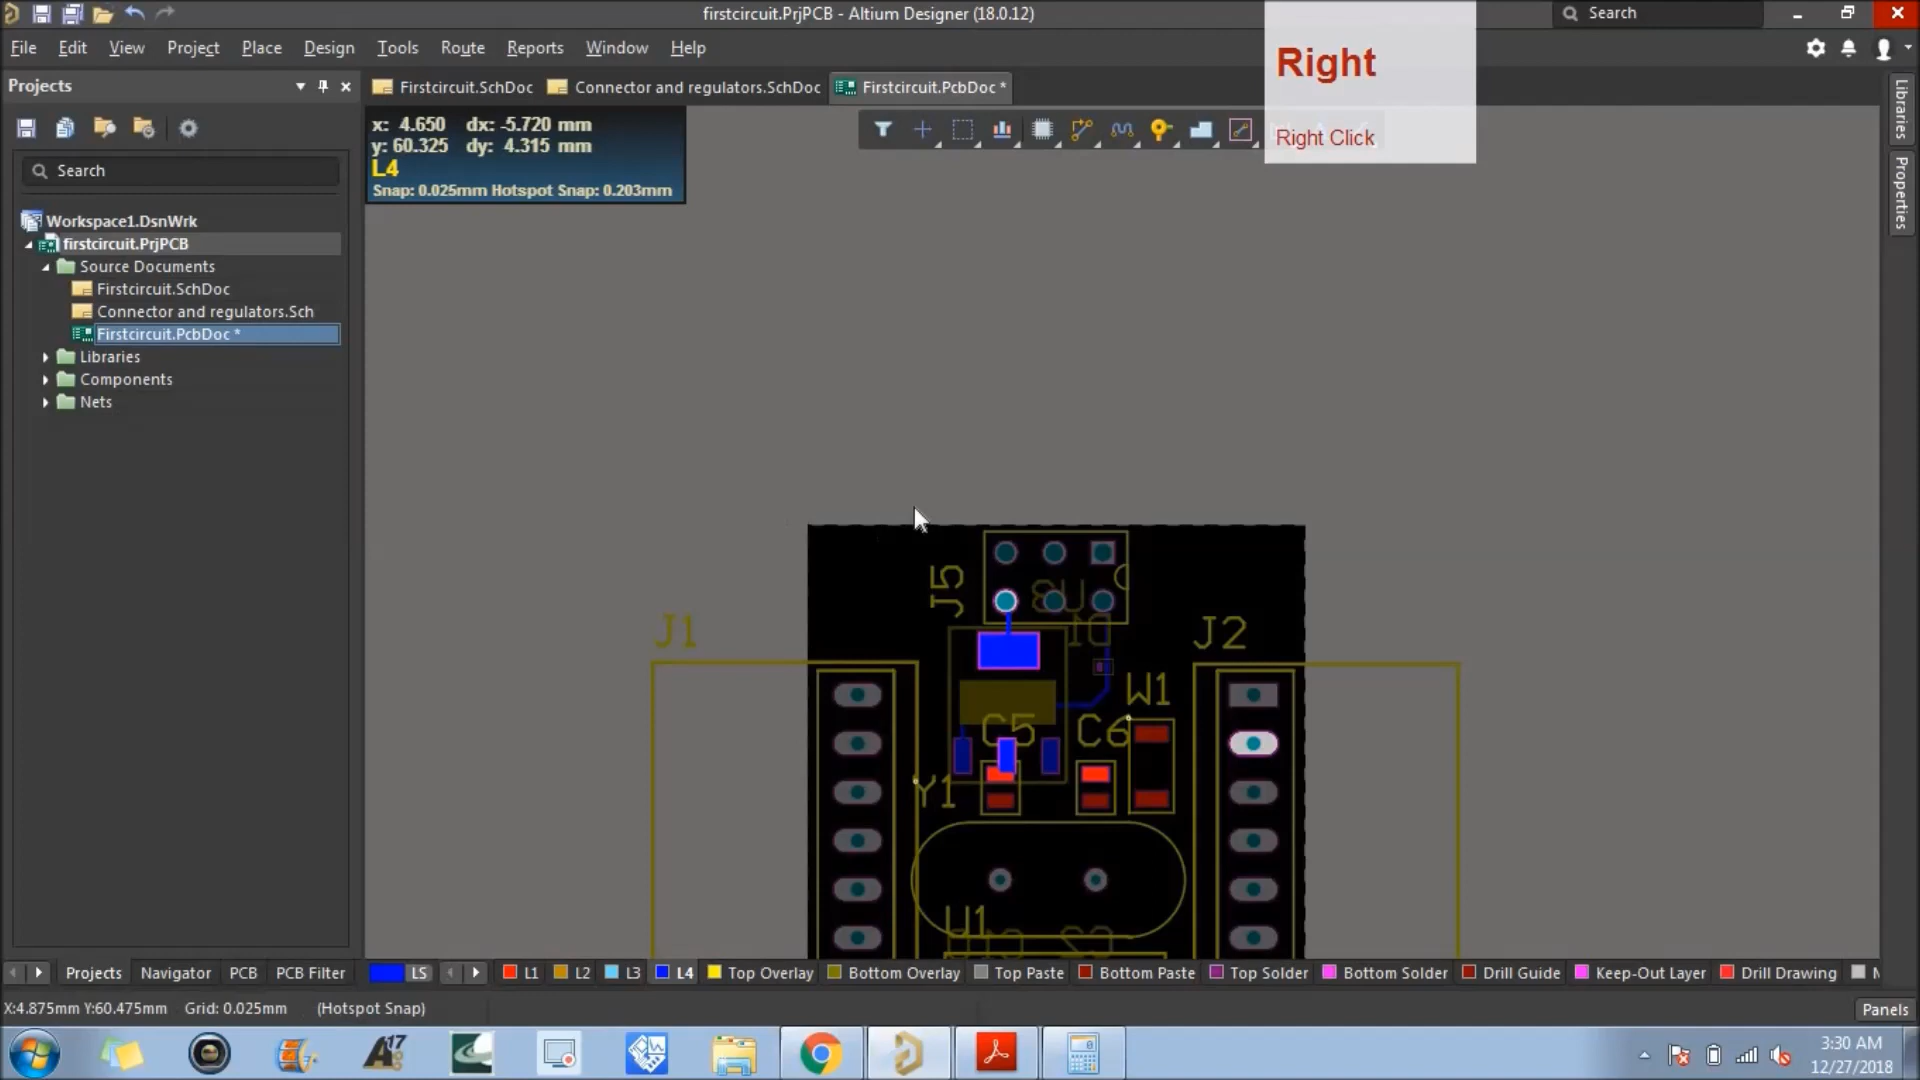 firstcircuit.PrjPCB - Altium Designer (18.0.12)
Search
File Edit View Project Place Design Tools Route Reports Window Help
Right
Right Click
Projects
Firstcircuit.SchDoc
Connector and regulators.SchDoc
Firstcircuit.PcbDoc *
Libraries
Properties
x: 4.650 dx: -5.720 mm
y: 60.325 dy: 4.315 mm
L4
Snap: 0.025mm Hotspot Snap: 0.203mm
Search
Workspace1.DsnWrk
firstcircuit.PrjPCB
Source Documents
Firstcircuit.SchDoc
Connector and regulators.Sch
Firstcircuit.PcbDoc *
Libraries
Components
Nets
J5
U3
J1
J2
W1
C5
C6
Y1
U1
Projects Navigator PCB PCB Filter
LS L1 L2 L3 L4 Top Overlay Bottom Overlay Top Paste Bottom Paste Top Solder Bottom Solder Drill Guide Keep-Out Layer Drill Drawing
X:4.875mm Y:60.475mm Grid: 0.025mm (Hotspot Snap)
Panels
3:30 AM
12/27/2018